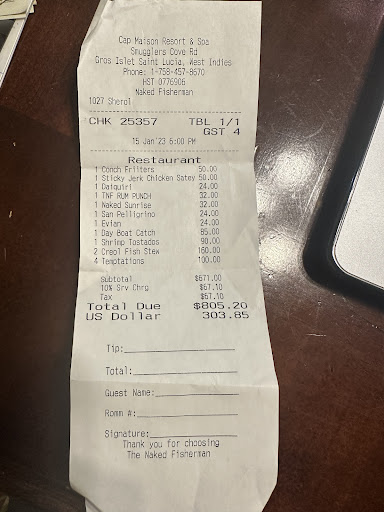 Cap Maison Resort & Spa
Smugglers Cove Rd
Gros Islet Saint Lucia, West Indies
Phone: 1-758-457-8670
HST 0776906
Naked Fisherman
1027 Sherol
CHK 25357 TBL 1/1
GST 4
15 Jan'23 6:00 PM
Restaurant
1 Conch Fritters 50.00
1 Sticky Jerk Chicken Satey 50.00
1 Daiquiri 24.00
1 TNF RUM PUNCH 32.00
1 Naked Sunrise 32.00
1 San Pelligrino 24.00
1 Evian 24.00
1 Day Boat Catch 85.00
1 Shrimp Tostados 90.00
2 Creol Fish Stew 160.00
4 Temptations 100.00
Subtotal $671.00
10% Srv Chrg $67.10
Tax $67.10
Total Due $805.20
US Dollar 303.85
Tip:
Total:
Guest Name:
Romm #:
Signature:
Thank you for choosing
The Naked Fisherman